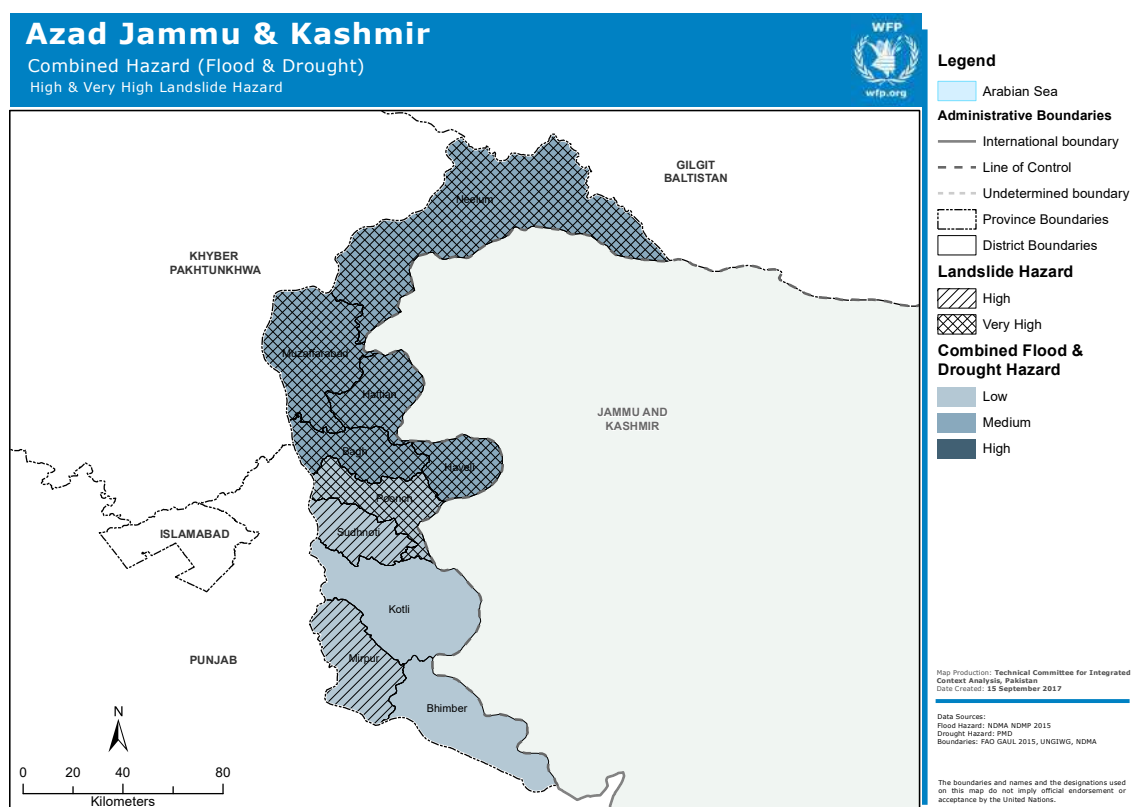 Azad Jammu & Kashmir
Combined Hazard (Flood & Drought)
High & Very High Landslide Hazard
WFP
wfp.org
GILGIT
BALTISTAN
Neelum
KHYBER
PAKHTUNKHWA
Muzaffarabad
Hattian
JAMMU AND
KASHMIR
Bagh
Haveli
Poonch
ISLAMABAD
Sudhnoti
Kotli
PUNJAB
Mirpur
Bhimber
N
0 20 40 80
Kilometers
Legend
Arabian Sea
Administrative Boundaries
International boundary
Line of Control
Undetermined boundary
Province Boundaries
District Boundaries
Landslide Hazard
High
Very High
Combined Flood &
Drought Hazard
Low
Medium
High
Map Production: Technical Committee for Integrated
Context Analysis, Pakistan
Date Created: 15 September 2017
Data Sources:
Flood Hazard: NDMA NDMP 2015
Drought Hazard: PMD
Boundaries: FAO GAUL 2015, UNGIWG, NDMA
The boundaries and names and the designations used
on this map do not imply official endorsement or
acceptance by the United Nations.